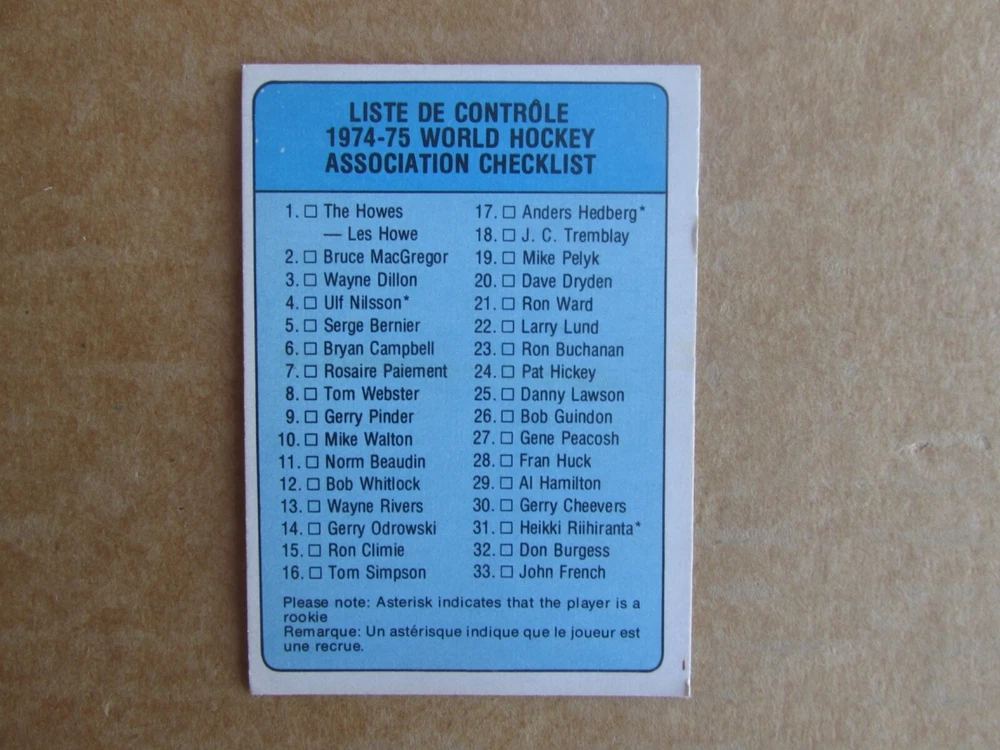 LISTE DE CONTRÔLE
1974-75 WORLD HOCKEY
ASSOCIATION CHECKLIST
1. ☐ The Howes
— Les Howe
2. ☐ Bruce MacGregor
3. ☐ Wayne Dillon
4. ☐ Ulf Nilsson*
5. ☐ Serge Bernier
6. ☐ Bryan Campbell
7. ☐ Rosaire Paiement
8. ☐ Tom Webster
9. ☐ Gerry Pinder
10. ☐ Mike Walton
11. ☐ Norm Beaudin
12. ☐ Bob Whitlock
13. ☐ Wayne Rivers
14. ☐ Gerry Odrowski
15. ☐ Ron Climie
16. ☐ Tom Simpson
17. ☐ Anders Hedberg*
18. ☐ J. C. Tremblay
19. ☐ Mike Pelyk
20. ☐ Dave Dryden
21. ☐ Ron Ward
22. ☐ Larry Lund
23. ☐ Ron Buchanan
24. ☐ Pat Hickey
25. ☐ Danny Lawson
26. ☐ Bob Guindon
27. ☐ Gene Peacosh
28. ☐ Fran Huck
29. ☐ Al Hamilton
30. ☐ Gerry Cheevers
31. ☐ Heikki Riihiranta*
32. ☐ Don Burgess
33. ☐ John French
Please note: Asterisk indicates that the player is a
rookie
Remarque: Un astérisque indique que le joueur est
une recrue.